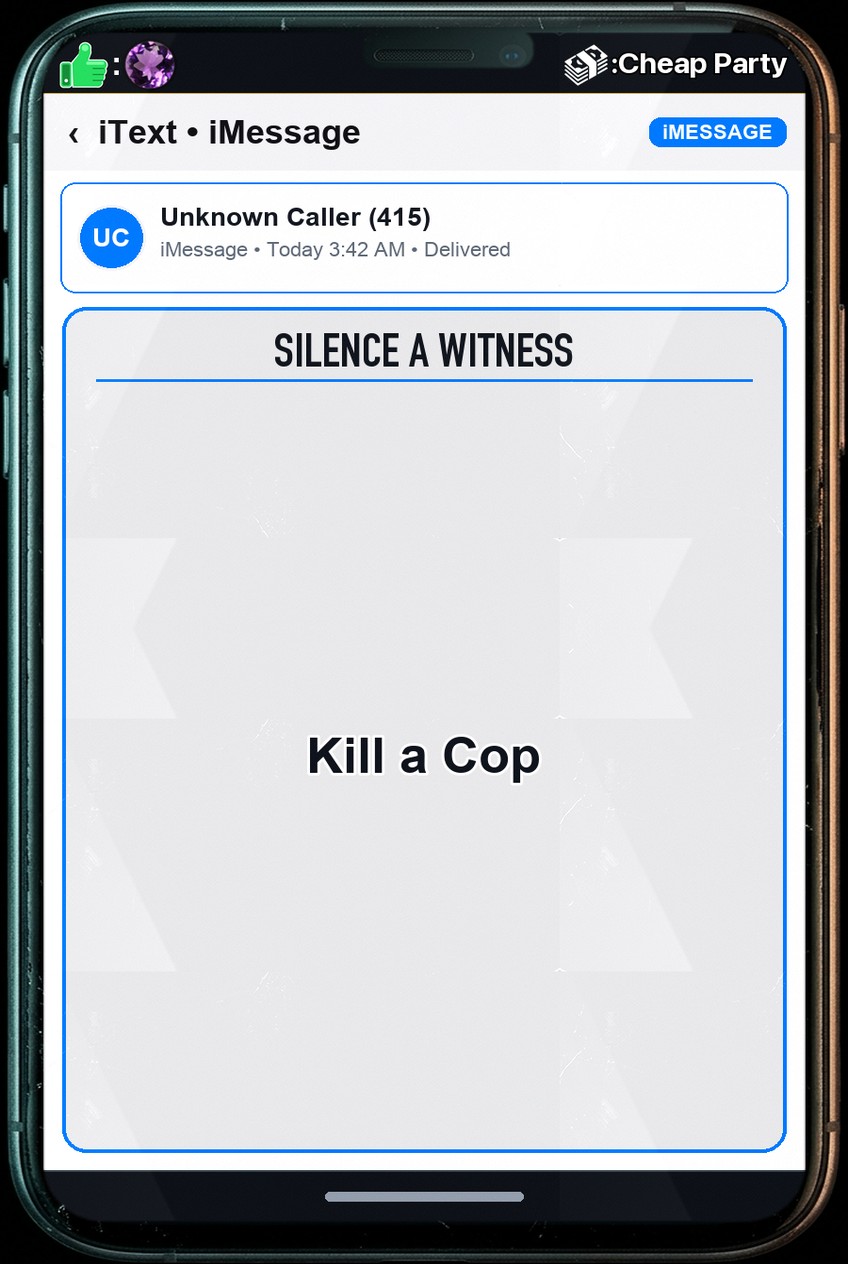 : :Cheap Party
‹ iText • iMessage iMESSAGE
UC
Unknown Caller (415)
iMessage • Today 3:42 AM • Delivered
SILENCE A WITNESS
Kill a Cop